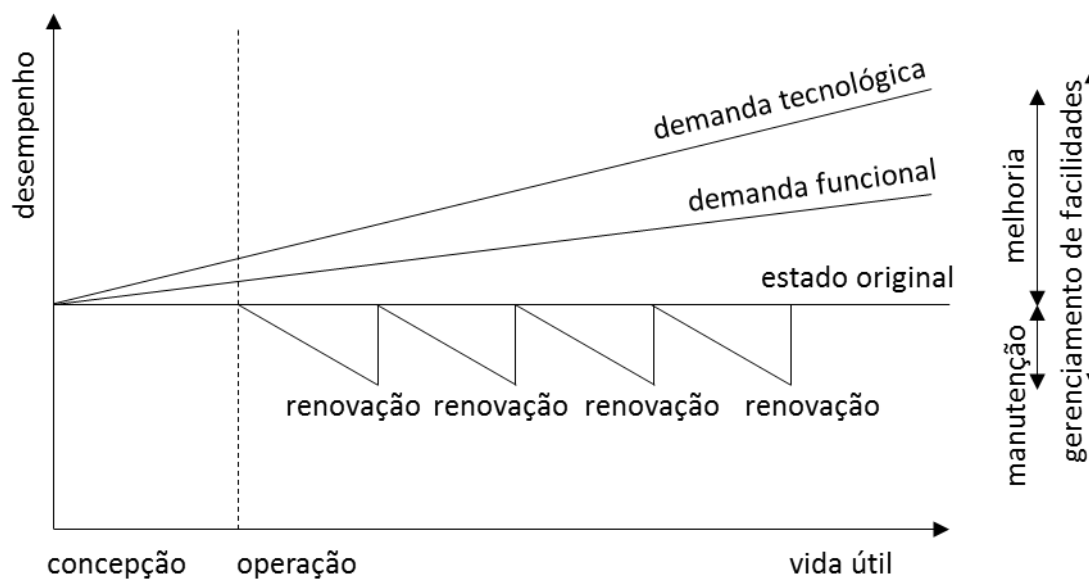 desempenho
demanda tecnológica
demanda funcional
estado original
renovação renovação renovação renovação
concepção operação vida útil
melhoria
manutenção
gerenciamento de facilidades